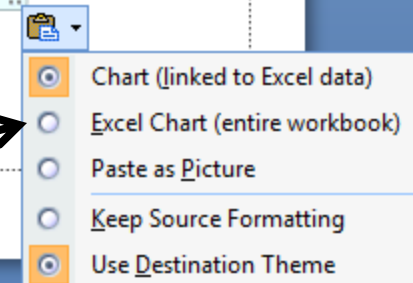 Chart (linked to Excel data)
Excel Chart (entire workbook)
Paste as Picture
Keep Source Formatting
Use Destination Theme